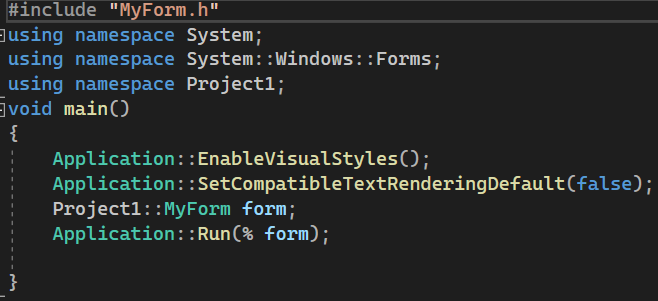 #include "MyForm.h"
using namespace System;
using namespace System::Windows::Forms;
using namespace Project1;
void main()
{
    Application::EnableVisualStyles();
    Application::SetCompatibleTextRenderingDefault(false);
    Project1::MyForm form;
    Application::Run(% form);
}